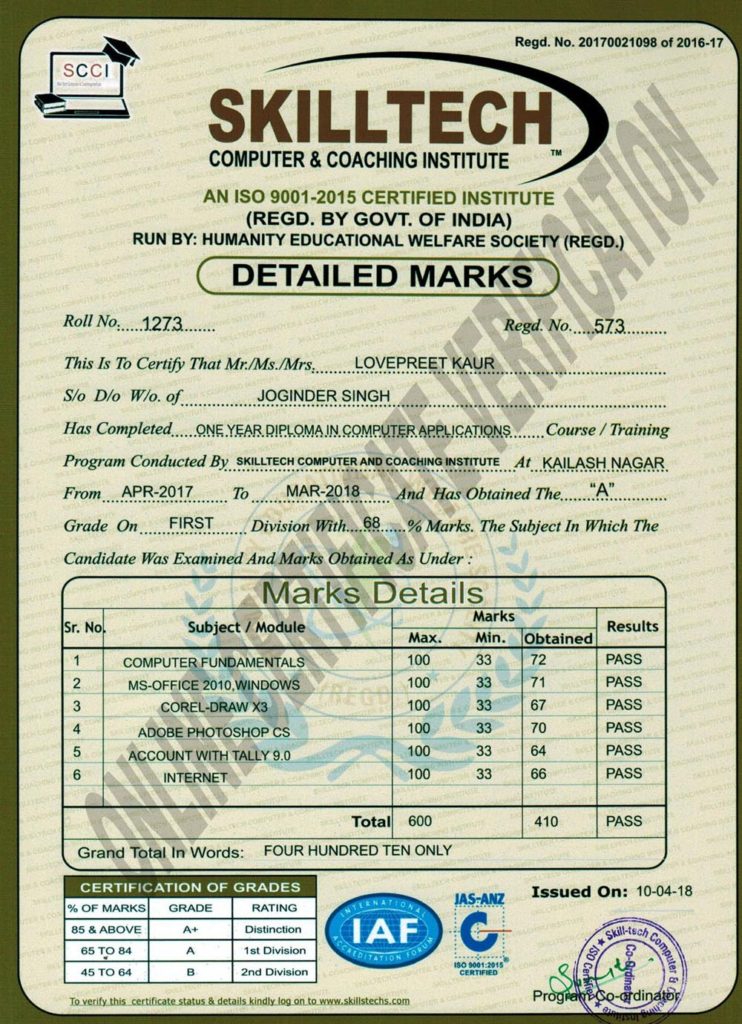 Regd. No. 20170021098 of 2016-17
SCCI
SKILLTECH
COMPUTER & COACHING INSTITUTE ™
AN ISO 9001-2015 CERTIFIED INSTITUTE
(REGD. BY GOVT. OF INDIA)
RUN BY: HUMANITY EDUCATIONAL WELFARE SOCIETY (REGD.)
DETAILED MARKS
Roll No. 1273 Regd. No. 573
This Is To Certify That Mr./Ms./Mrs. LOVEPREET KAUR
S/o D/o W/o. of JOGINDER SINGH
Has Completed ONE YEAR DIPLOMA IN COMPUTER APPLICATIONS Course / Training
Program Conducted By SKILLTECH COMPUTER AND COACHING INSTITUTE At KAILASH NAGAR
From APR-2017 To MAR-2018 And Has Obtained The "A"
Grade On FIRST Division With 68 % Marks. The Subject In Which The
Candidate Was Examined And Marks Obtained As Under :
Marks Details
Sr. No. Subject / Module Marks Results
Max. Min. Obtained
1 COMPUTER FUNDAMENTALS 100 33 72 PASS
2 MS-OFFICE 2010,WINDOWS 100 33 71 PASS
3 COREL-DRAW X3 100 33 67 PASS
4 ADOBE PHOTOSHOP CS 100 33 70 PASS
5 ACCOUNT WITH TALLY 9.0 100 33 64 PASS
6 INTERNET 100 33 66 PASS
Total 600 410 PASS
Grand Total In Words: FOUR HUNDRED TEN ONLY
CERTIFICATION OF GRADES
% OF MARKS GRADE RATING
85 & ABOVE A+ Distinction
65 TO 84 A 1st Division
45 TO 64 B 2nd Division
INTERNATIONAL
IAF
ACCREDITATION FORUM
JAS-ANZ
ISO 9001:2015
CERTIFIED
Issued On: 10-04-18
Skill-tech Computer & Coaching Institute
Co-ordinator
Program Co-ordinator
To verify this certificate status & details kindly log on to www.skillstechs.com
ONLINE CERTIFICATE VERIFICATION